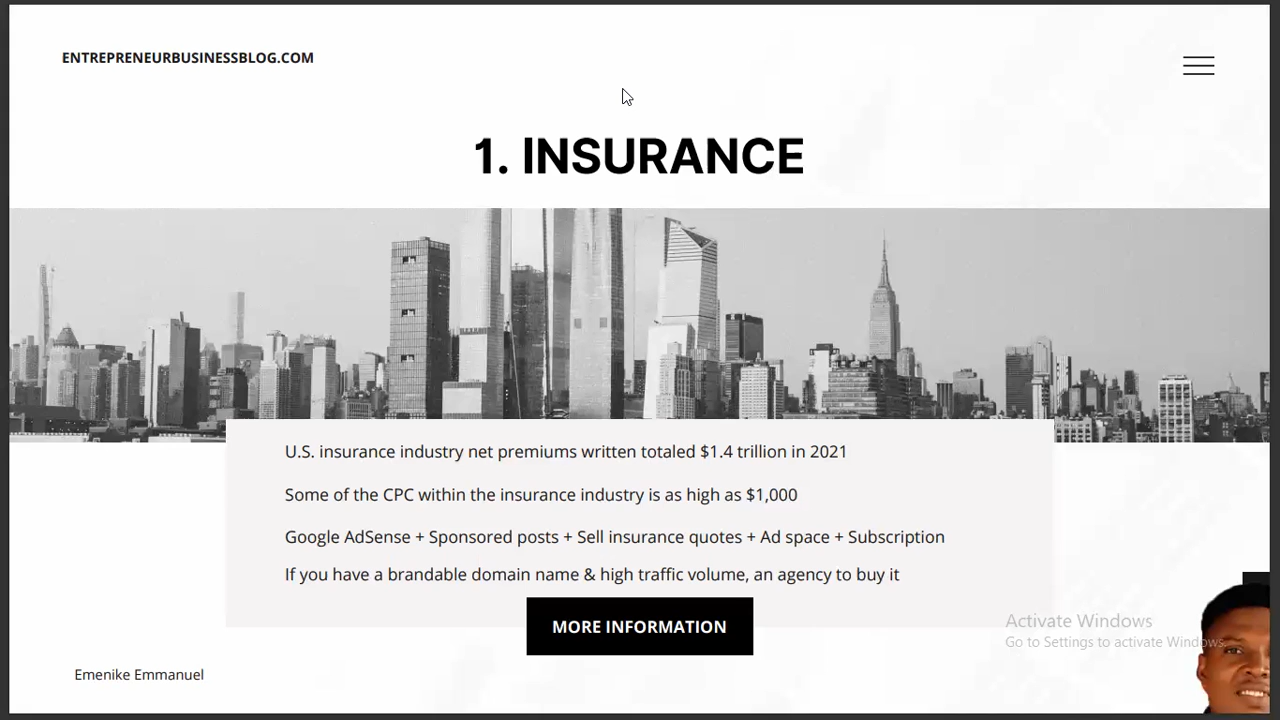 ENTREPRENEURBUSINESSBLOG.COM
1. INSURANCE
U.S. insurance industry net premiums written totaled $1.4 trillion in 2021
Some of the CPC within the insurance industry is as high as $1,000
Google AdSense + Sponsored posts + Sell insurance quotes + Ad space + Subscription
If you have a brandable domain name & high traffic volume, an agency to buy it
MORE INFORMATION
Activate Windows
Go to Settings to activate Windows.
Emenike Emmanuel